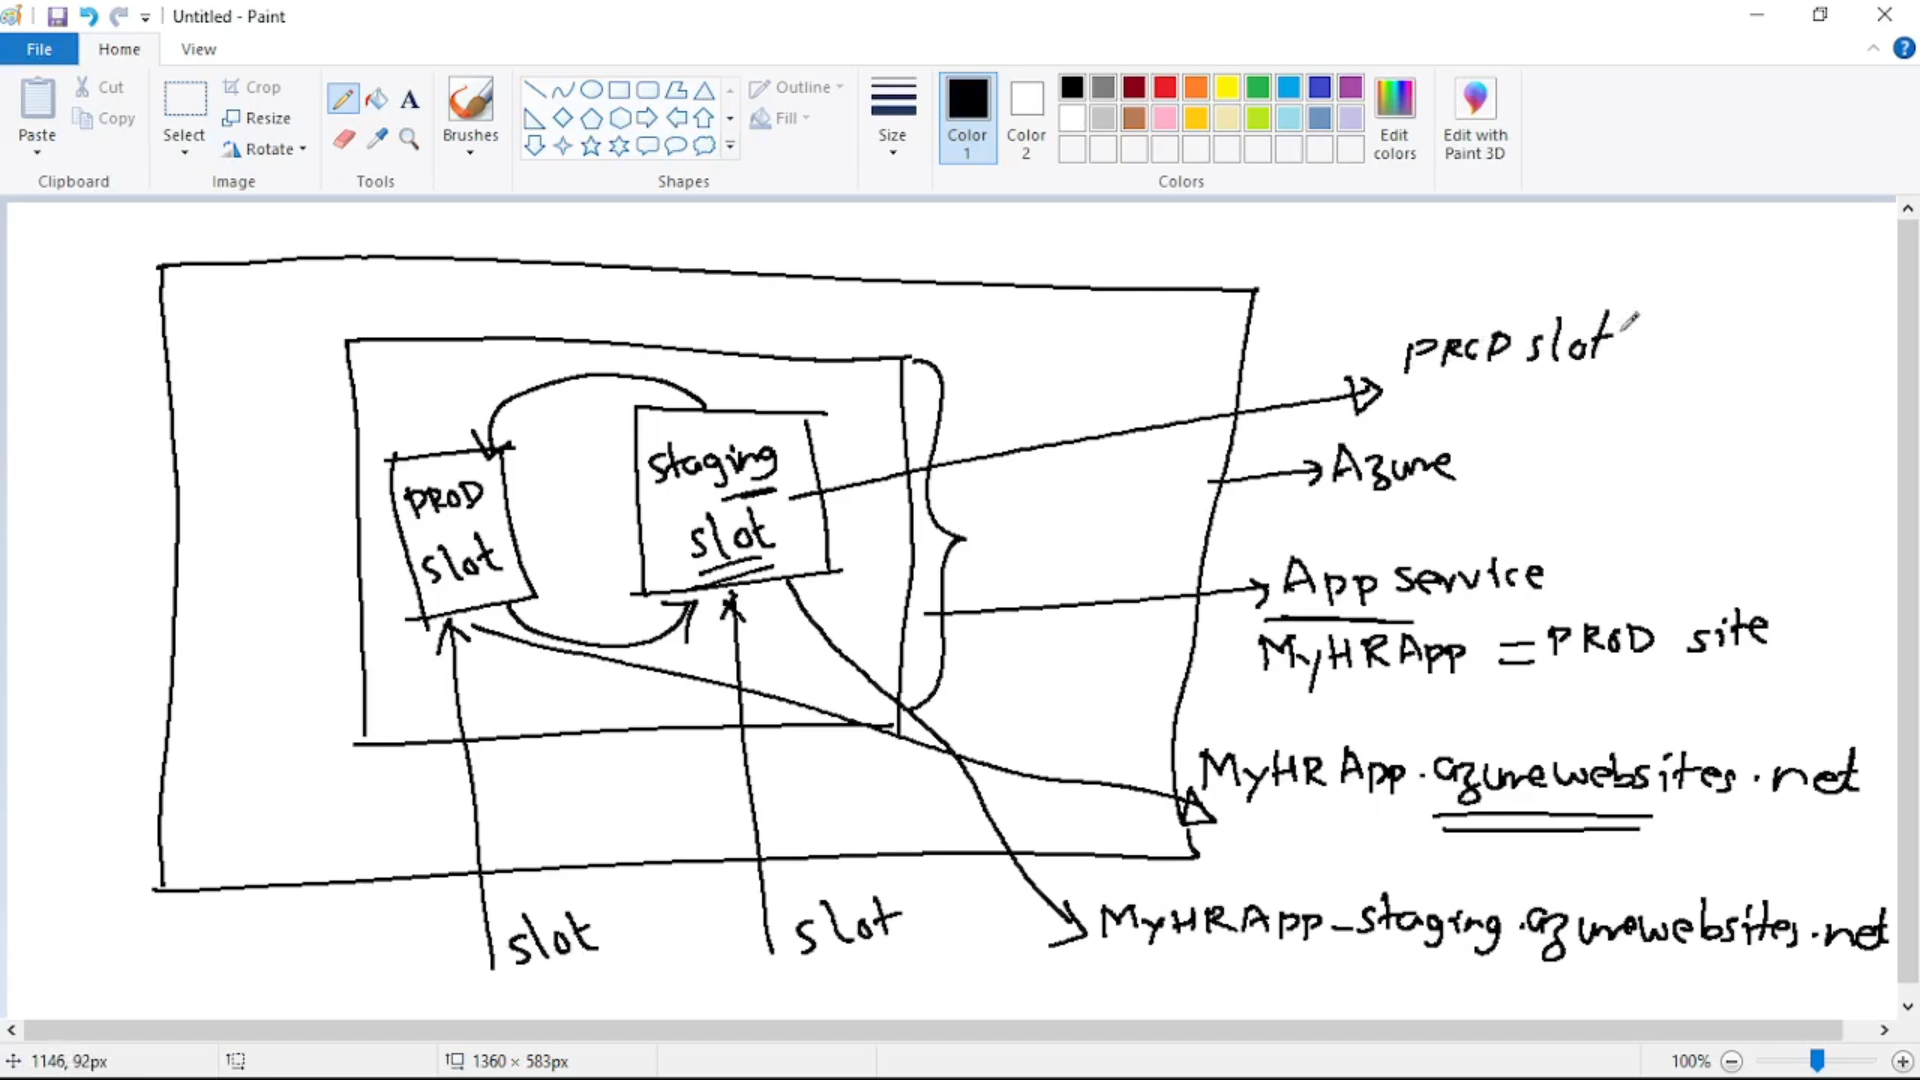 Untitled - Paint
File Home View
Paste
Cut
Copy
Clipboard
Select
Crop
Resize
Rotate
Image
A
Tools
Brushes
Shapes
Outline
Fill
Size
Color 1
Color 2
Edit colors
Colors
Edit with Paint 3D
PROD slot
staging
slot
PROD
slot
Azure
App service
MyHRApp = PROD site
MyHRApp.azurewebsites.net
MyHRApp_staging.azurewebsites.net
slot
slot
1146, 92px
1360 × 583px
100%